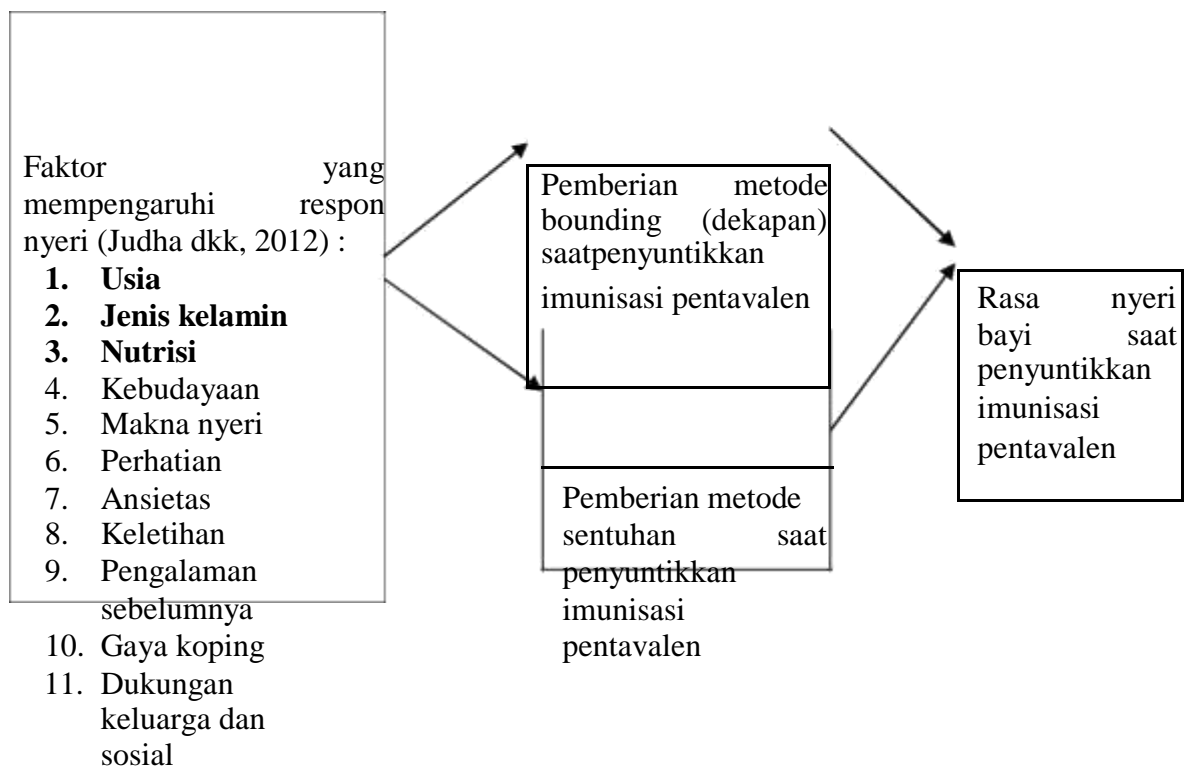 Faktor yang
mempengaruhi respon
nyeri (Judha dkk, 2012) :
1. Usia
2. Jenis kelamin
3. Nutrisi
4. Kebudayaan
5. Makna nyeri
6. Perhatian
7. Ansietas
8. Keletihan
9. Pengalaman
sebelumnya
10. Gaya koping
11. Dukungan
keluarga dan
sosial
Pemberian metode
bounding (dekapan)
saatpenyuntikkan
imunisasi pentavalen
Pemberian metode
sentuhan saat
penyuntikkan
imunisasi
pentavalen
Rasa nyeri
bayi saat
penyuntikkan
imunisasi
pentavalen